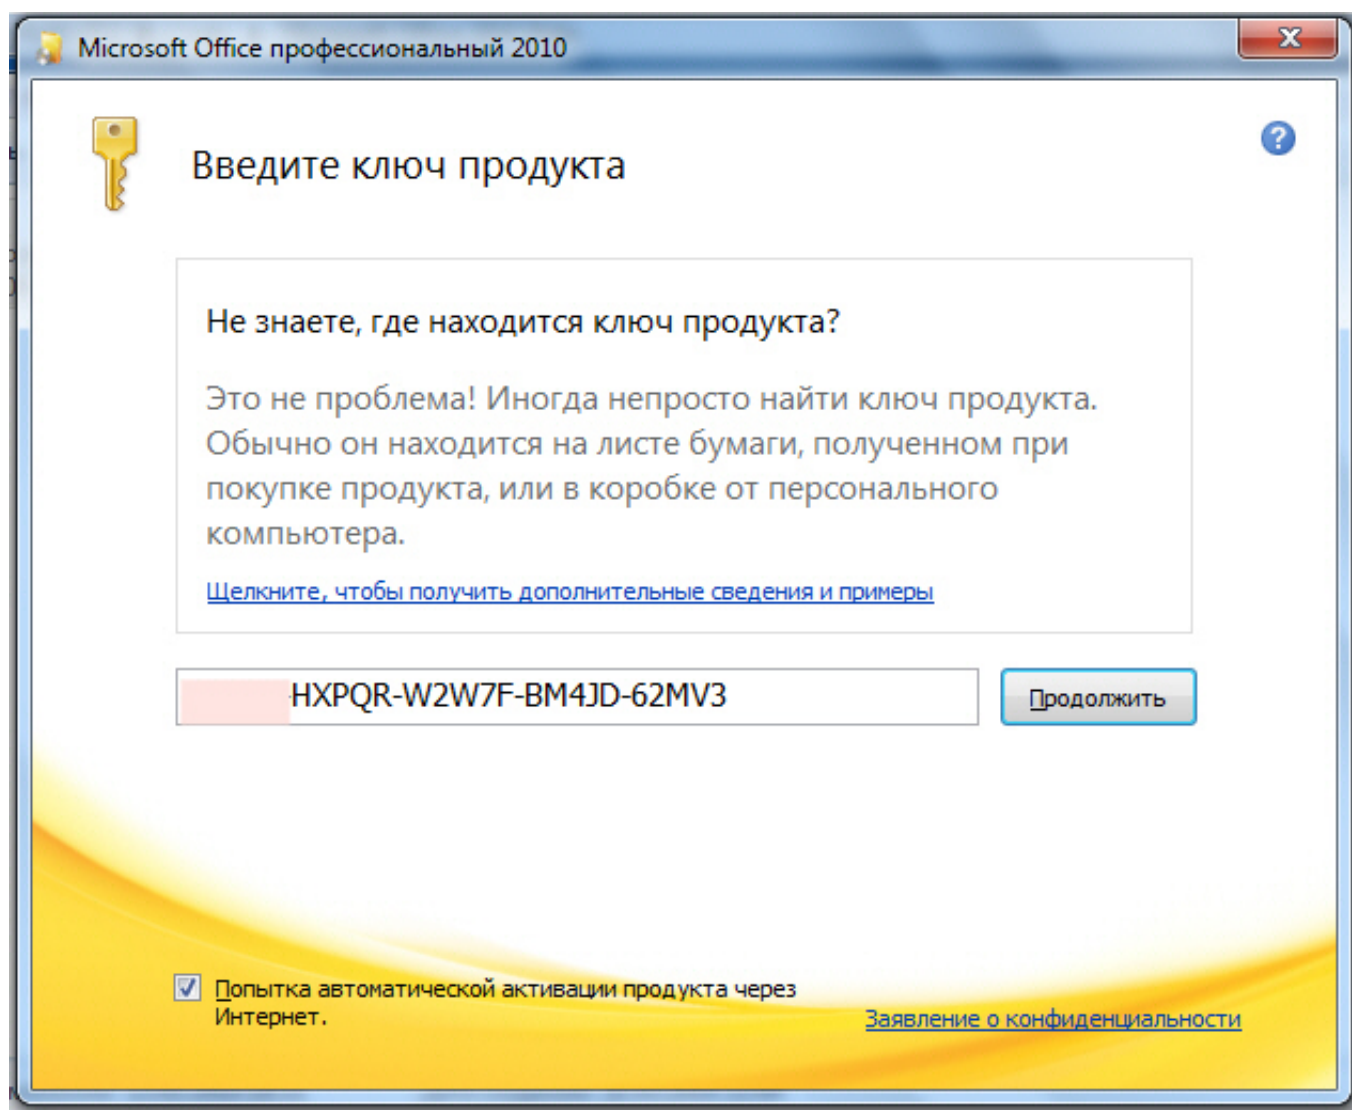 Microsoft Office профессиональный 2010
Введите ключ продукта
Не знаете, где находится ключ продукта?
Это не проблема! Иногда непросто найти ключ продукта.
Обычно он находится на листе бумаги, полученном при
покупке продукта, или в коробке от персонального
компьютера.
Щелкните, чтобы получить дополнительные сведения и примеры
-HXPQR-W2W7F-BM4JD-62MV3
Продолжить
Попытка автоматической активации продукта через
Интернет.
Заявление о конфиденциальности